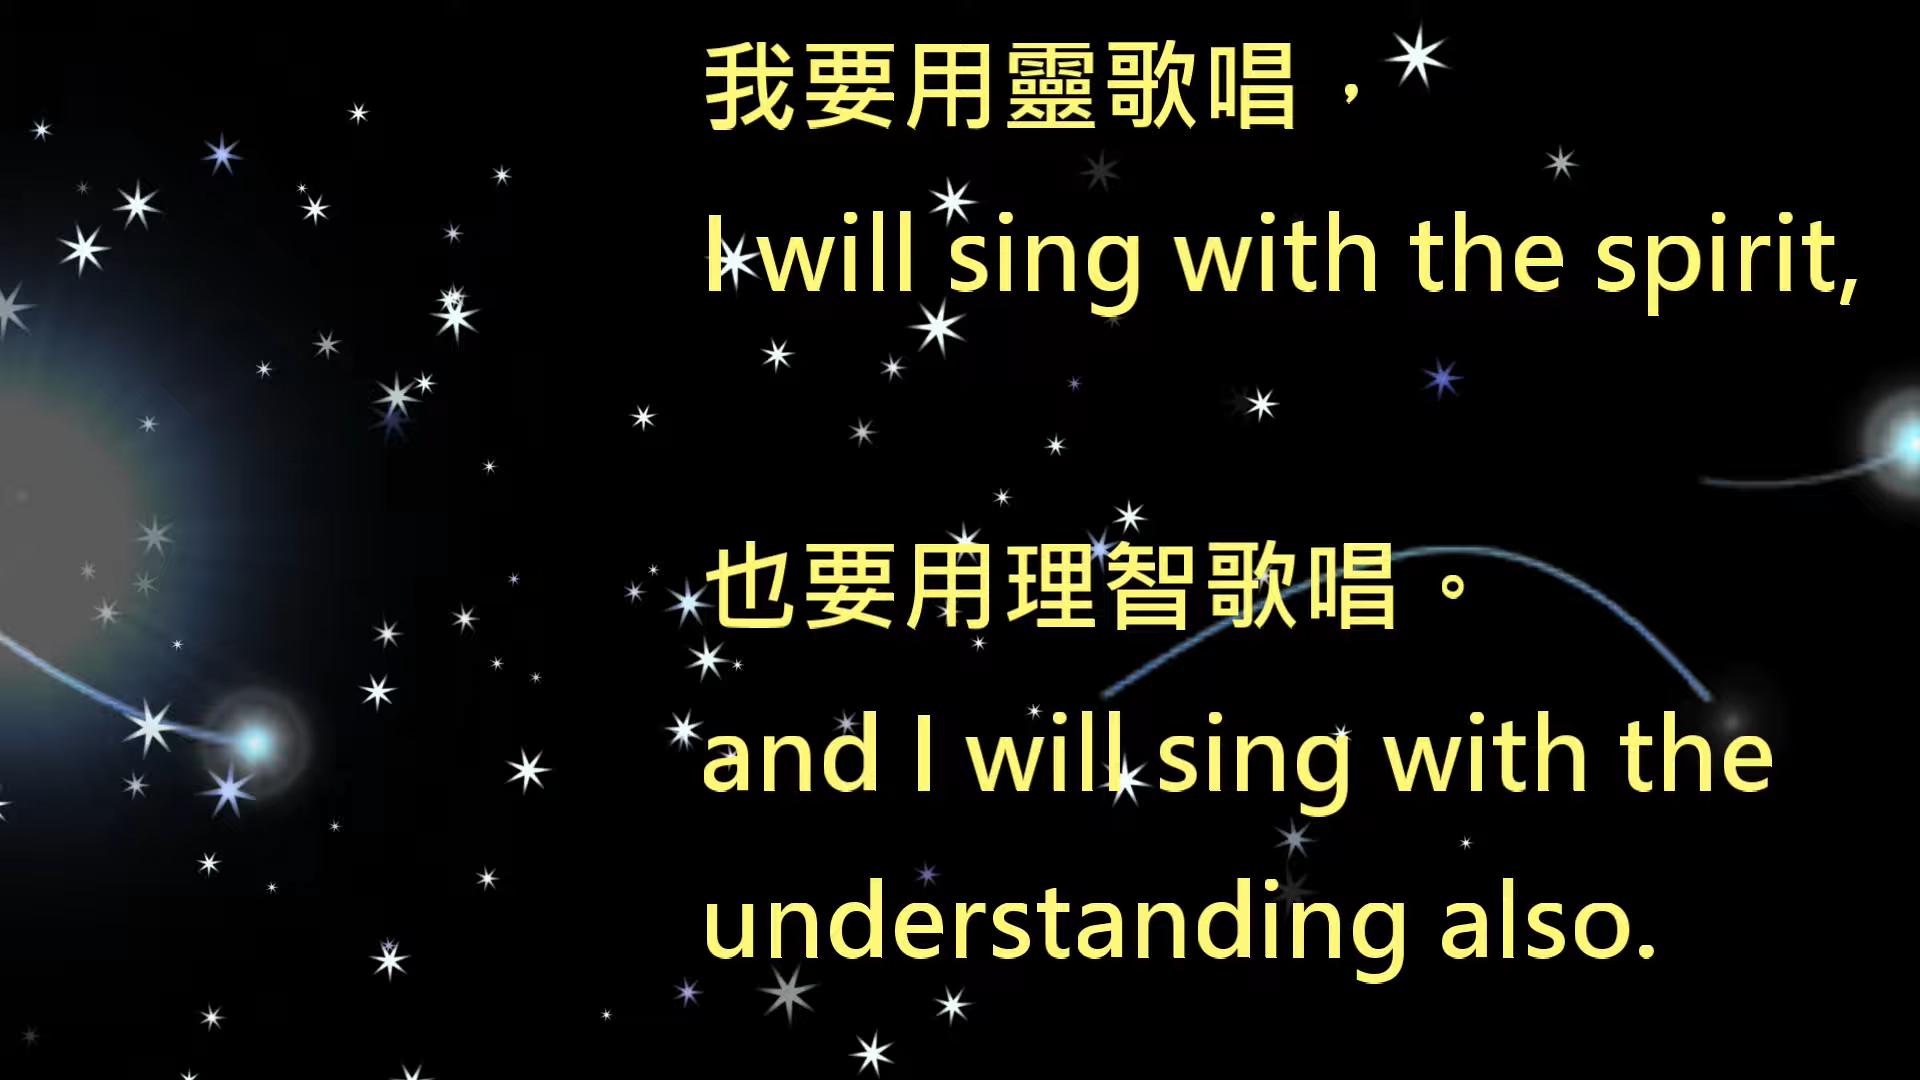 我要用靈歌唱，
I will sing with the spirit,
也要用理智歌唱。
and I will sing with the
understanding also.